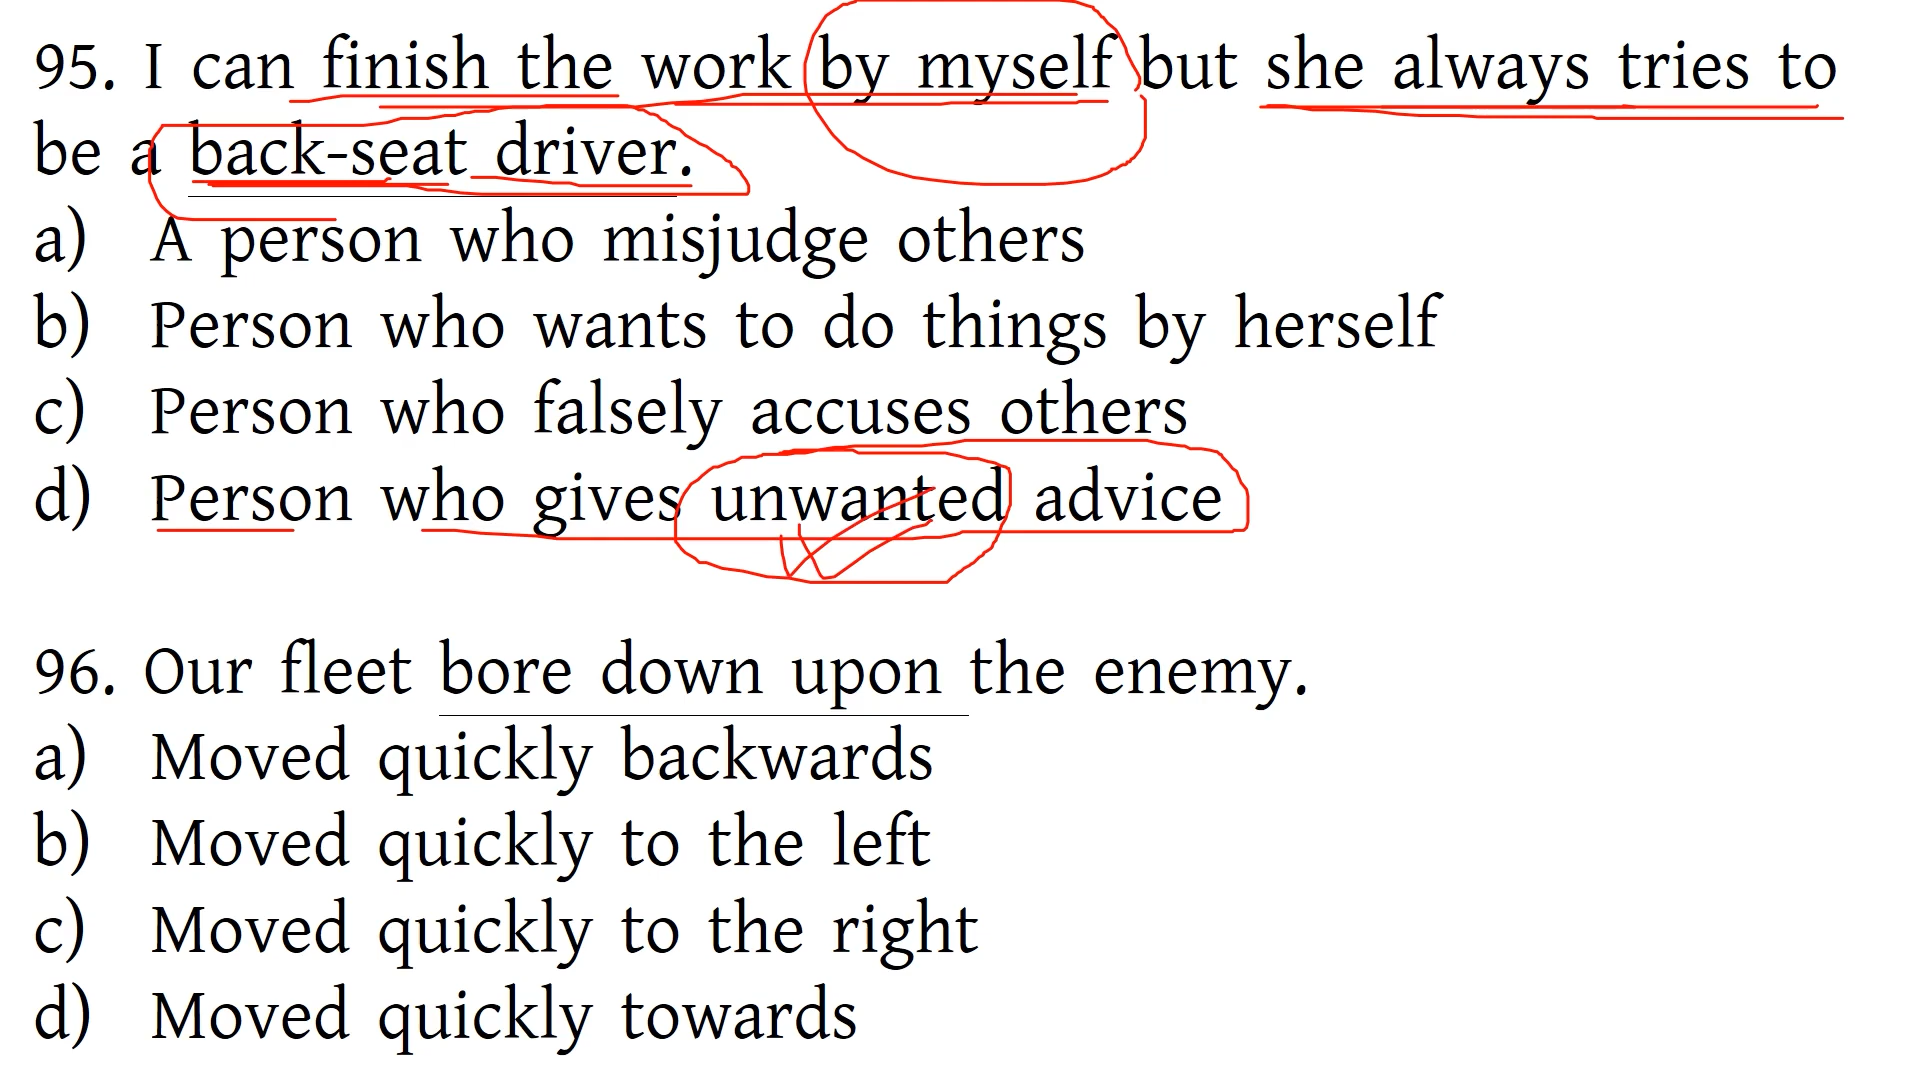 95. I can finish the work by myself but she always tries to
be a back-seat driver.
a) A person who misjudge others
b) Person who wants to do things by herself
c) Person who falsely accuses others
d) Person who gives unwanted advice
96. Our fleet bore down upon the enemy.
a) Moved quickly backwards
b) Moved quickly to the left
c) Moved quickly to the right
d) Moved quickly towards